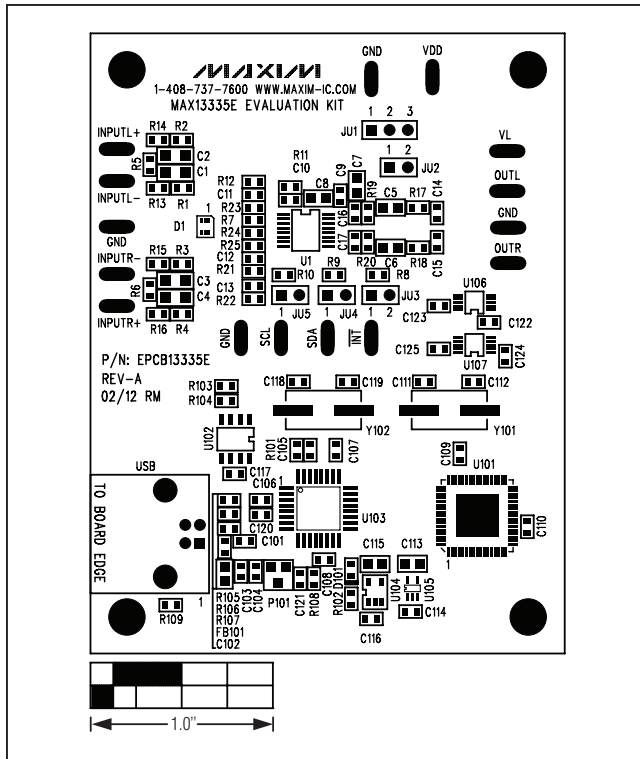 GND VDD
MAXIM
1-408-737-7600 WWW.MAXIM-IC.COM
MAX13335E EVALUATION KIT
1 2 3
JU1
1 2
JU2
INPUTL+ R14 R2
R5 C2
C1
INPUTL- R13 R1
D1 1
GND
INPUTR- R15 R3
R6 C3
C4
INPUTR+ R16 R4
R12
C11
R23
R7
R24
R25
C12
R21
C13
R22
R11
C10
C8 C9 C7
C16 R19 C5 R17 C14
U1
C17 R20 C6 R18 C15
R10 R9 R8
1 JU5 1 JU4 1 2 JU3
VL
OUTL
GND
OUTR
GND SCL SDA INT
U106
C123 C122
C125 U107 C124
P/N: EPCB13335E
REV-A
02/12 RM
R103
R104
C118 C119 C111 C112
Y102 Y101
U102
R101 C105 C107
C109 U101
C117
USB
TO BOARD EDGE
C106
1
U103
C120
C101
C110
1
C115 C113
R105
R106
R107
FB101
C102
C103 C104 P101 C121 R108 C108 R102 D101 U104 U105
C114
C116
1
R109
1.0"